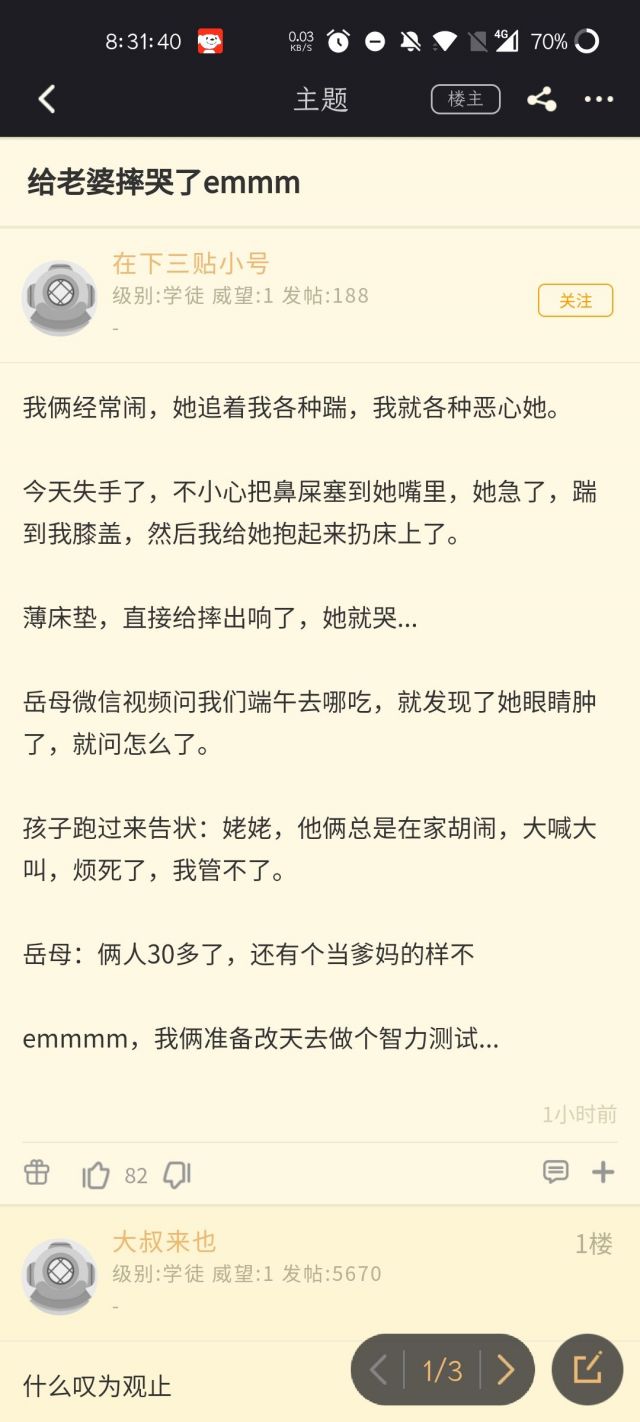 8:31:40
0.03
KB/S
4G
70%
主题
楼主
给老婆摔哭了emmm
在下三贴小号
级别:学徒 威望:1 发帖:188
-
关注
我俩经常闹，她追着我各种踹，我就各种恶心她。
今天失手了，不小心把鼻屎塞到她嘴里，她急了，踹
到我膝盖，然后我给她抱起来扔床上了。
薄床垫，直接给摔出响了，她就哭...
岳母微信视频问我们端午去哪吃，就发现了她眼睛肿
了，就问怎么了。
孩子跑过来告状：姥姥，他俩总是在家胡闹，大喊大
叫，烦死了，我管不了。
岳母：俩人30多了，还有个当爹妈的样不
emmmm，我俩准备改天去做个智力测试...
1小时前
82
大叔来也
1楼
级别:学徒 威望:1 发帖:5670
-
什么叹为观止
1/3